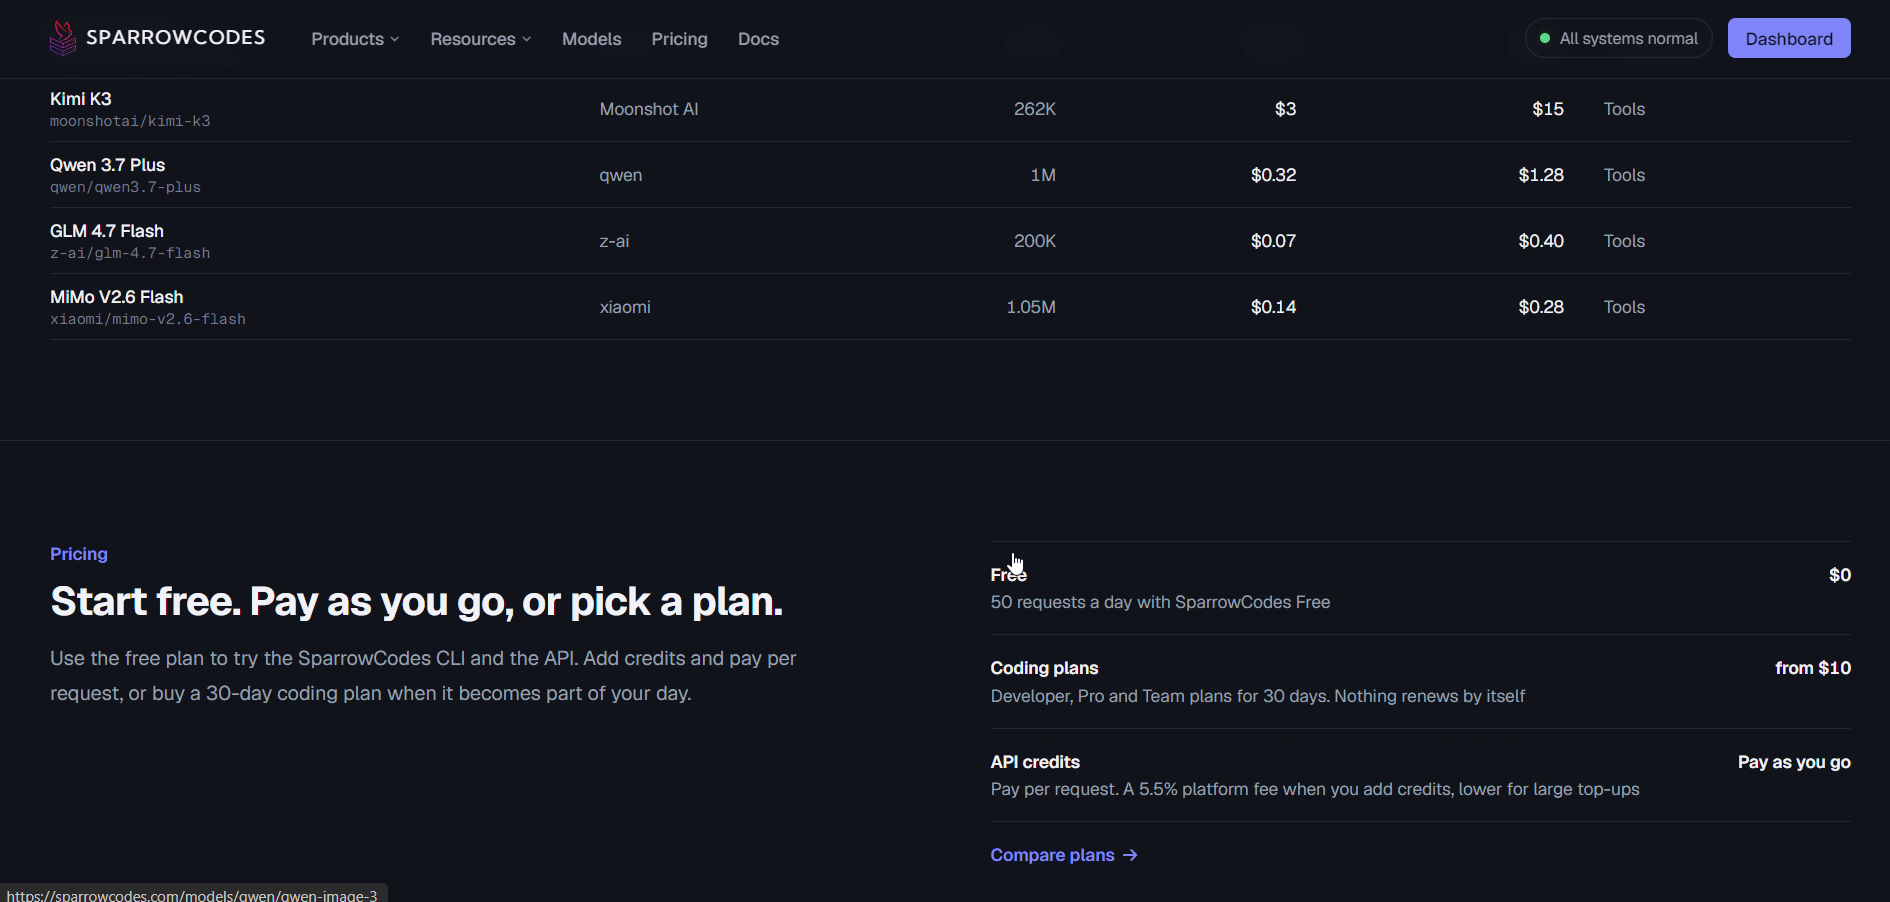 SPARROWCODES Products Resources Models Pricing Docs All systems normal Dashboard
Kimi K3
moonshotai/kimi-k3
Moonshot AI 262K $3 $15 Tools
Qwen 3.7 Plus
qwen/qwen3.7-plus
qwen 1M $0.32 $1.28 Tools
GLM 4.7 Flash
z-ai/glm-4.7-flash
z-ai 200K $0.07 $0.40 Tools
MiMo V2.6 Flash
xiaomi/mimo-v2.6-flash
xiaomi 1.05M $0.14 $0.28 Tools
Pricing
Start free. Pay as you go, or pick a plan.
Use the free plan to try the SparrowCodes CLI and the API. Add credits and pay per
request, or buy a 30-day coding plan when it becomes part of your day.
Free $0
50 requests a day with SparrowCodes Free
Coding plans from $10
Developer, Pro and Team plans for 30 days. Nothing renews by itself
API credits Pay as you go
Pay per request. A 5.5% platform fee when you add credits, lower for large top-ups
Compare plans →
https://sparrowcodes.com/models/qwen/qwen-image-3